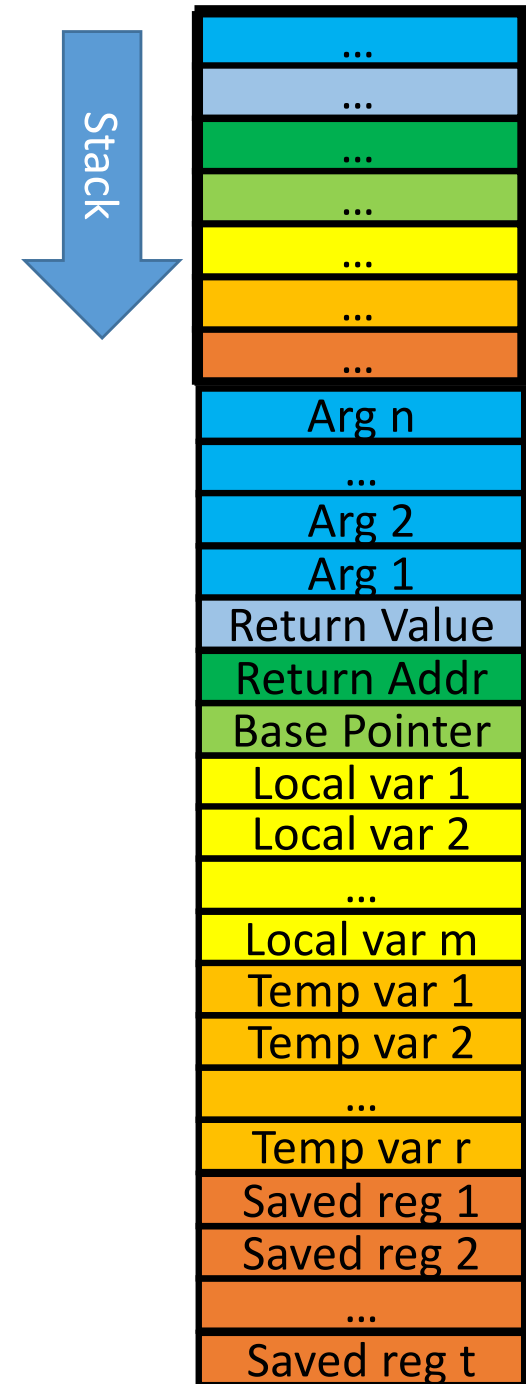 Stack
...
...
...
...
...
...
...
Arg n
...
Arg 2
Arg 1
Return Value
Return Addr
Base Pointer
Local var 1
Local var 2
...
Local var m
Temp var 1
Temp var 2
...
Temp var r
Saved reg 1
Saved reg 2
...
Saved reg t